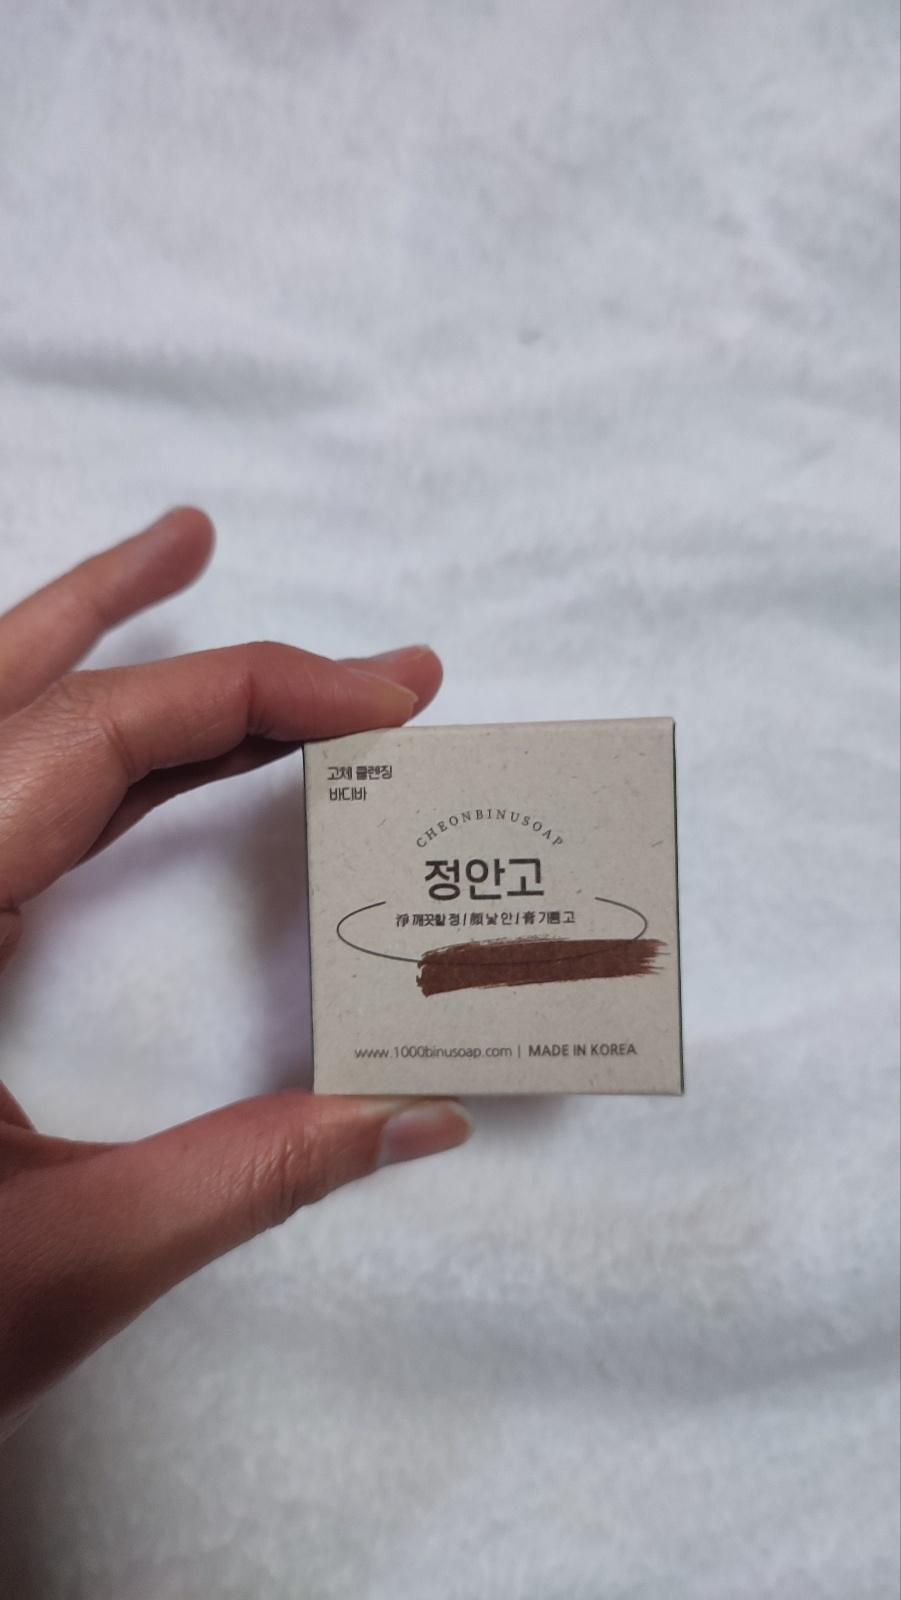 고체 클렌징
바디바
CHEONBINUSOAP
정안고
淨 깨끗할 정 / 顔 낯 안 / 膏 기름 고
www.1000binusoap.com | MADE IN KOREA